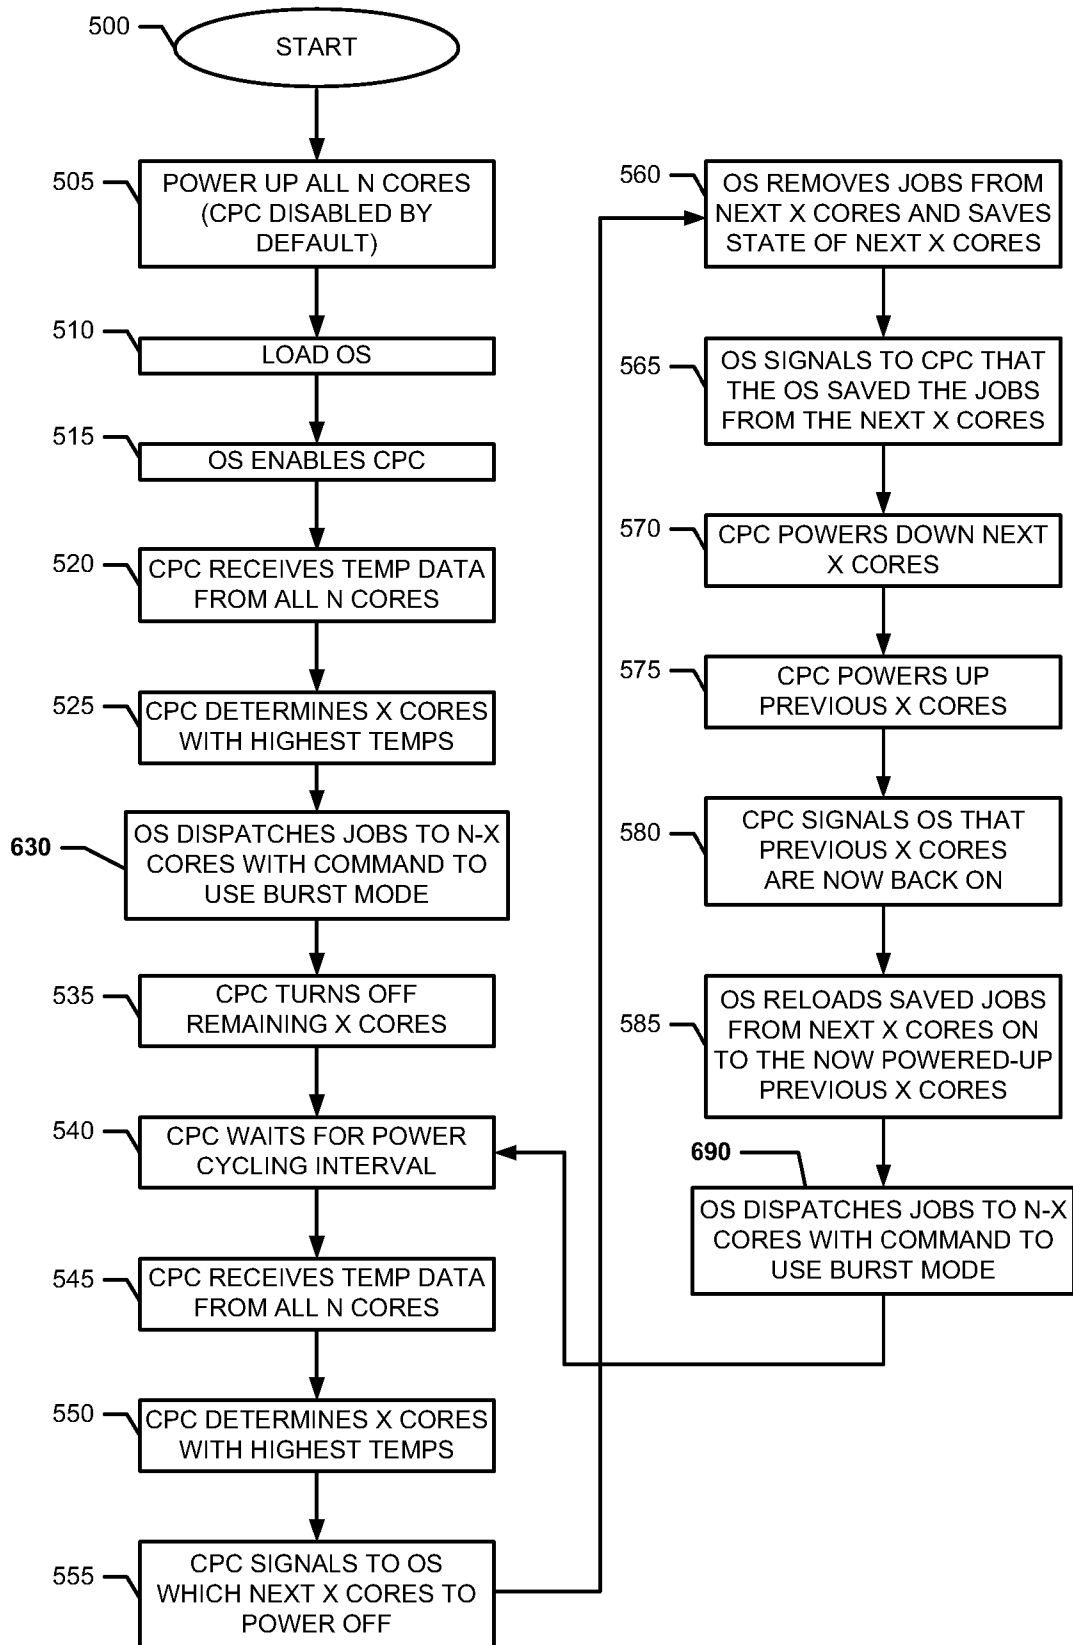 500
START
505
POWER UP ALL N CORES
(CPC DISABLED BY
DEFAULT)
510
LOAD OS
515
OS ENABLES CPC
520
CPC RECEIVES TEMP DATA
FROM ALL N CORES
525
CPC DETERMINES X CORES
WITH HIGHEST TEMPS
630
OS DISPATCHES JOBS TO N-X
CORES WITH COMMAND TO
USE BURST MODE
535
CPC TURNS OFF
REMAINING X CORES
540
CPC WAITS FOR POWER
CYCLING INTERVAL
545
CPC RECEIVES TEMP DATA
FROM ALL N CORES
550
CPC DETERMINES X CORES
WITH HIGHEST TEMPS
555
CPC SIGNALS TO OS
WHICH NEXT X CORES TO
POWER OFF
560
OS REMOVES JOBS FROM
NEXT X CORES AND SAVES
STATE OF NEXT X CORES
565
OS SIGNALS TO CPC THAT
THE OS SAVED THE JOBS
FROM THE NEXT X CORES
570
CPC POWERS DOWN NEXT
X CORES
575
CPC POWERS UP
PREVIOUS X CORES
580
CPC SIGNALS OS THAT
PREVIOUS X CORES
ARE NOW BACK ON
585
OS RELOADS SAVED JOBS
FROM NEXT X CORES ON
TO THE NOW POWERED-UP
PREVIOUS X CORES
690
OS DISPATCHES JOBS TO N-X
CORES WITH COMMAND TO
USE BURST MODE